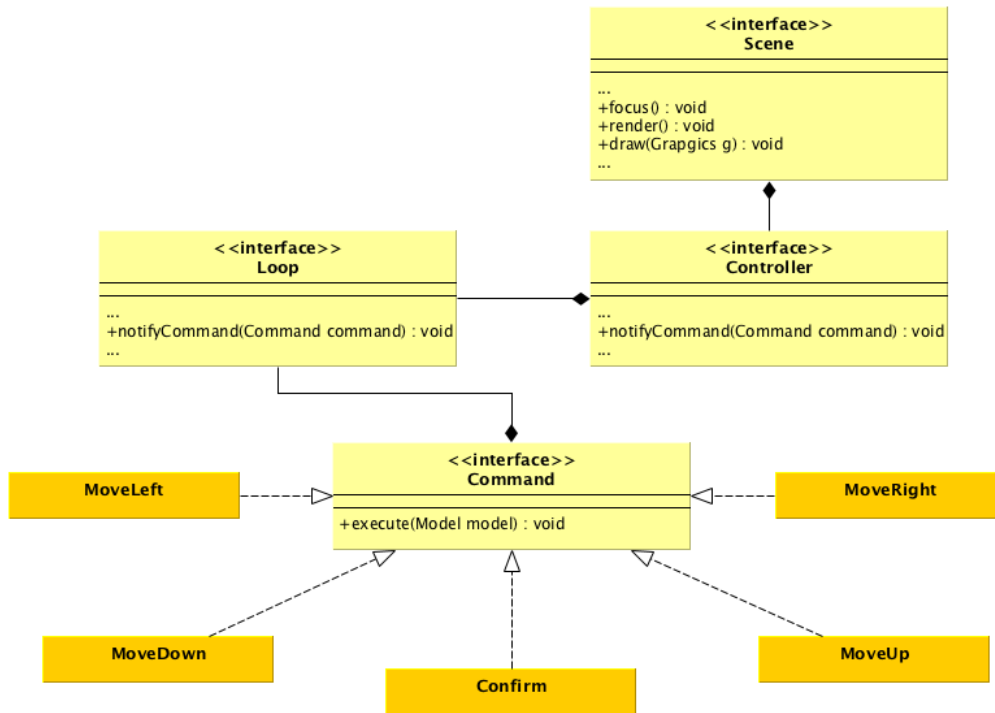 <<interface>>
Scene
...
+focus() : void
+render() : void
+draw(Grapgics g) : void
...
<<interface>>
Loop
...
+notifyCommand(Command command) : void
...
<<interface>>
Controller
...
+notifyCommand(Command command) : void
...
<<interface>>
Command
+execute(Model model) : void
MoveLeft
MoveRight
MoveDown
Confirm
MoveUp